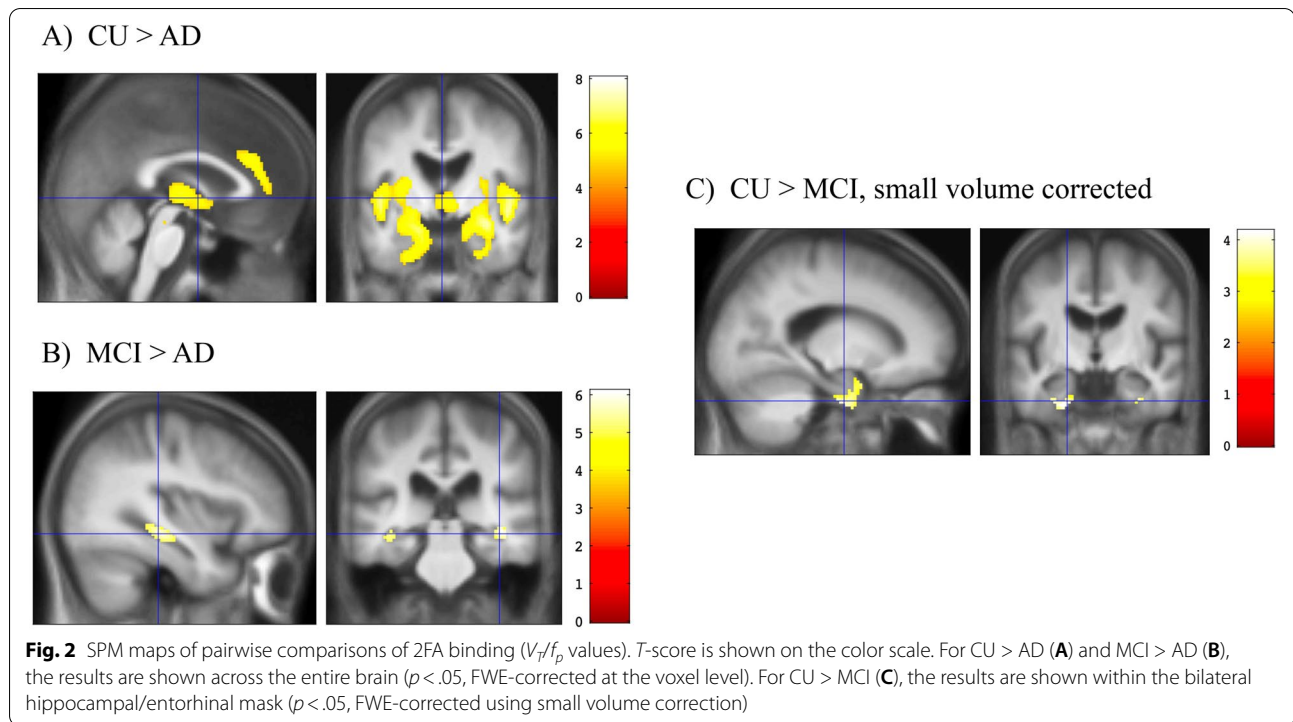 A) CU > AD
8
6
4
2
0
B) MCI > AD
6
5
4
3
2
1
0
C) CU > MCI, small volume corrected
4
3
2
1
0
Fig. 2 SPM maps of pairwise comparisons of 2FA binding (V_T/f_p values). T-score is shown on the color scale. For CU > AD (A) and MCI > AD (B),
the results are shown across the entire brain (p < .05, FWE-corrected at the voxel level). For CU > MCI (C), the results are shown within the bilateral
hippocampal/entorhinal mask (p < .05, FWE-corrected using small volume correction)